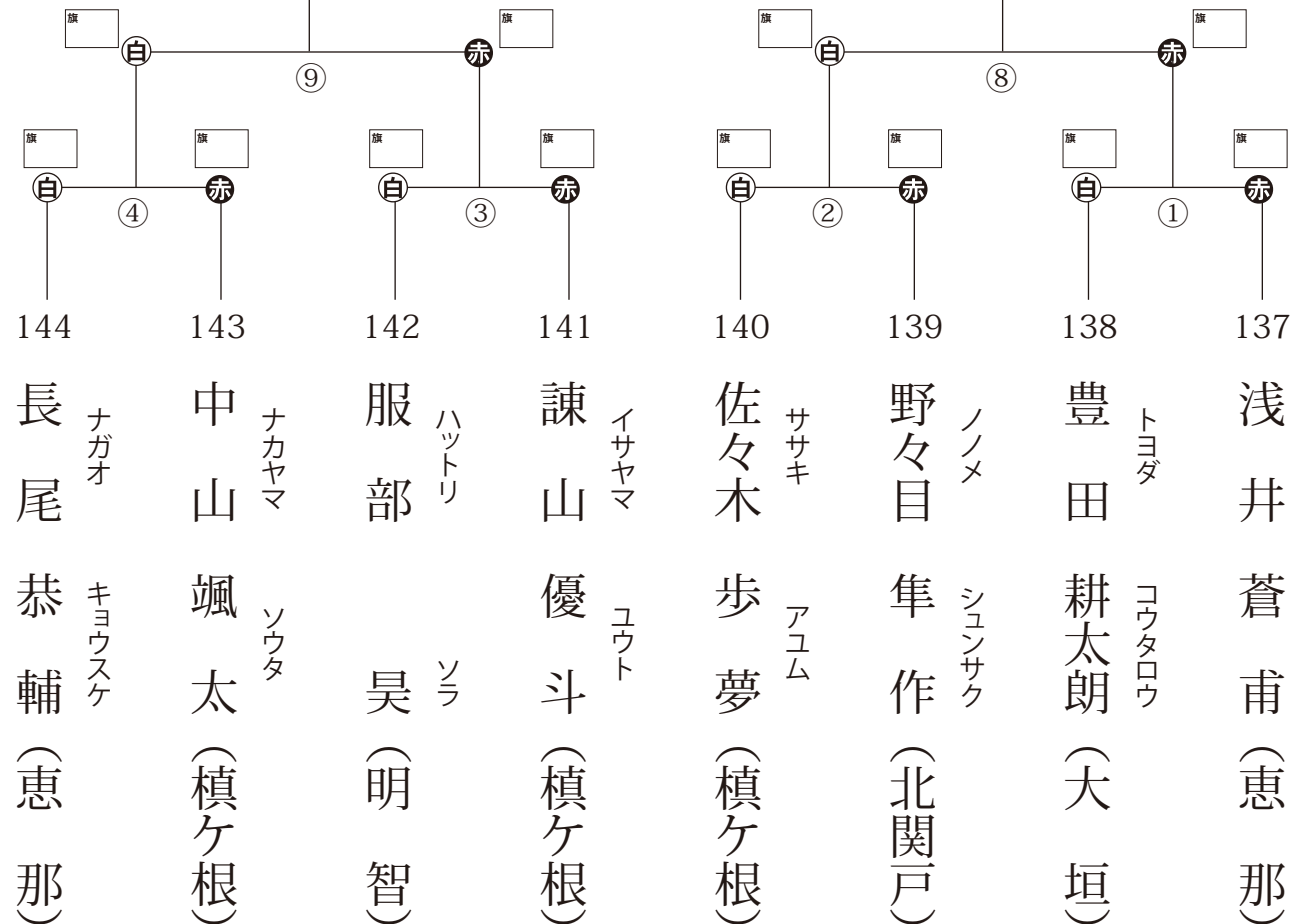 旗
旗
旗
旗
白
赤
白
赤
⑨
⑧
旗
旗
旗
旗
旗
旗
旗
旗
白
赤
白
赤
白
赤
白
赤
④
③
②
①
137
浅井 蒼甫(恵那)
138
豊田 耕太朗(大垣)
トヨダ コウタロウ
139
野々目 隼作(北関戸)
ノノメ シュンサク
140
佐々木 歩夢(槙ケ根)
ササキ アユム
141
諫山 優斗(槙ケ根)
イサヤマ ユウト
142
服部 昊(明智)
ハットリ ソラ
143
中山 颯太(槙ケ根)
ナカヤマ ソウタ
144
長尾 恭輔(恵那)
ナガオ キョウスケ